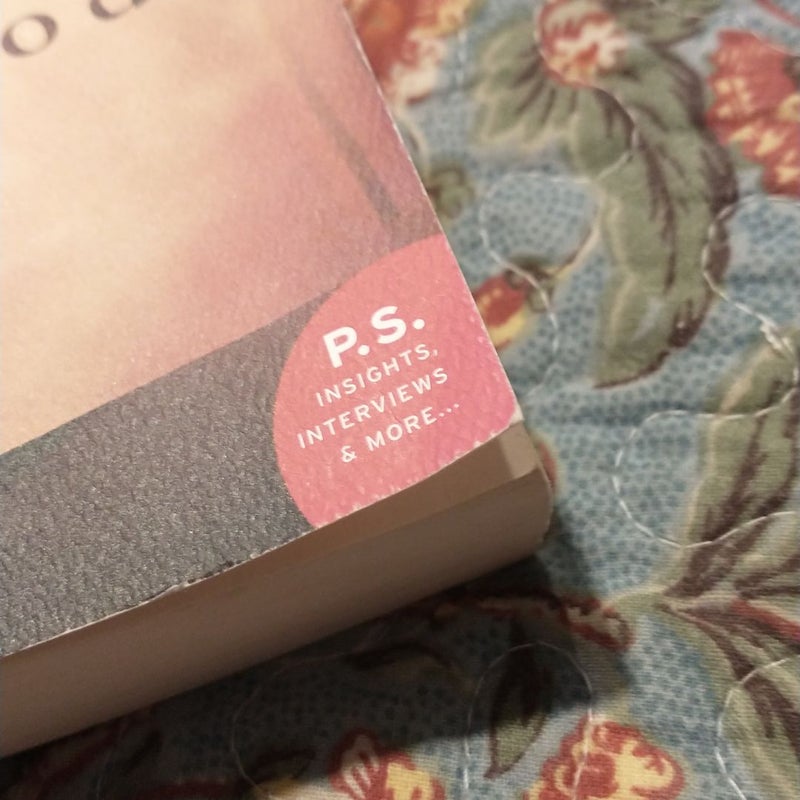 P.S.
INSIGHTS,
INTERVIEWS
& MORE...